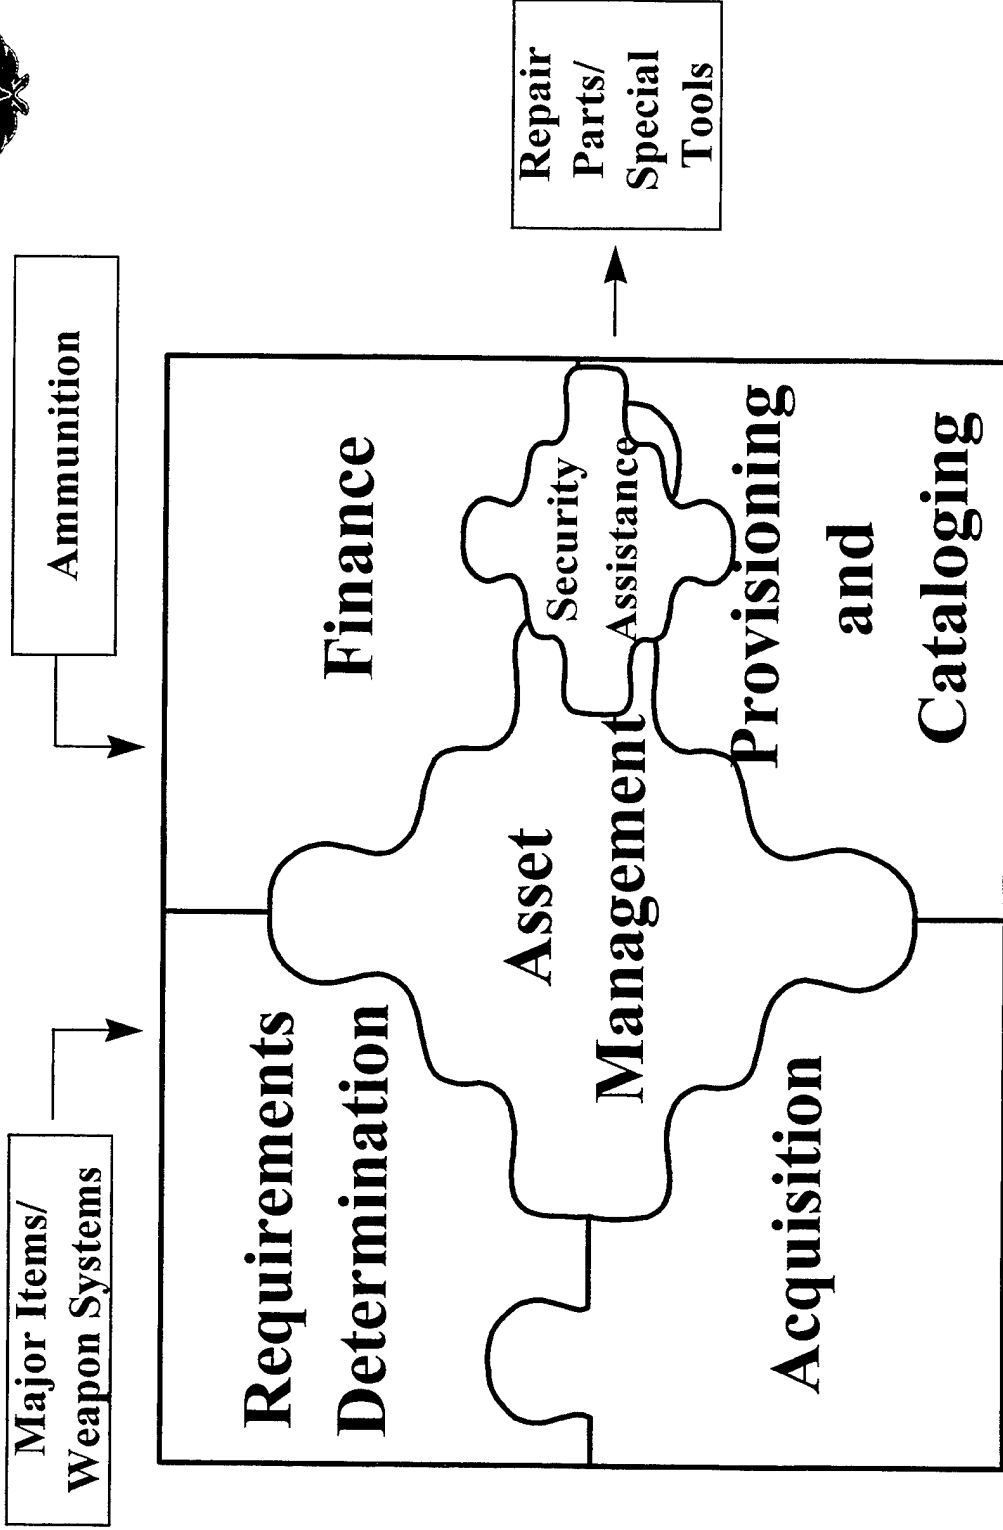 Major Items/
Weapon Systems
Ammunition
Requirements
Determination
Finance
Asset
Management
Security
Assistance
Acquisition
Provisioning
and
Cataloging
Repair
Parts/
Special
Tools